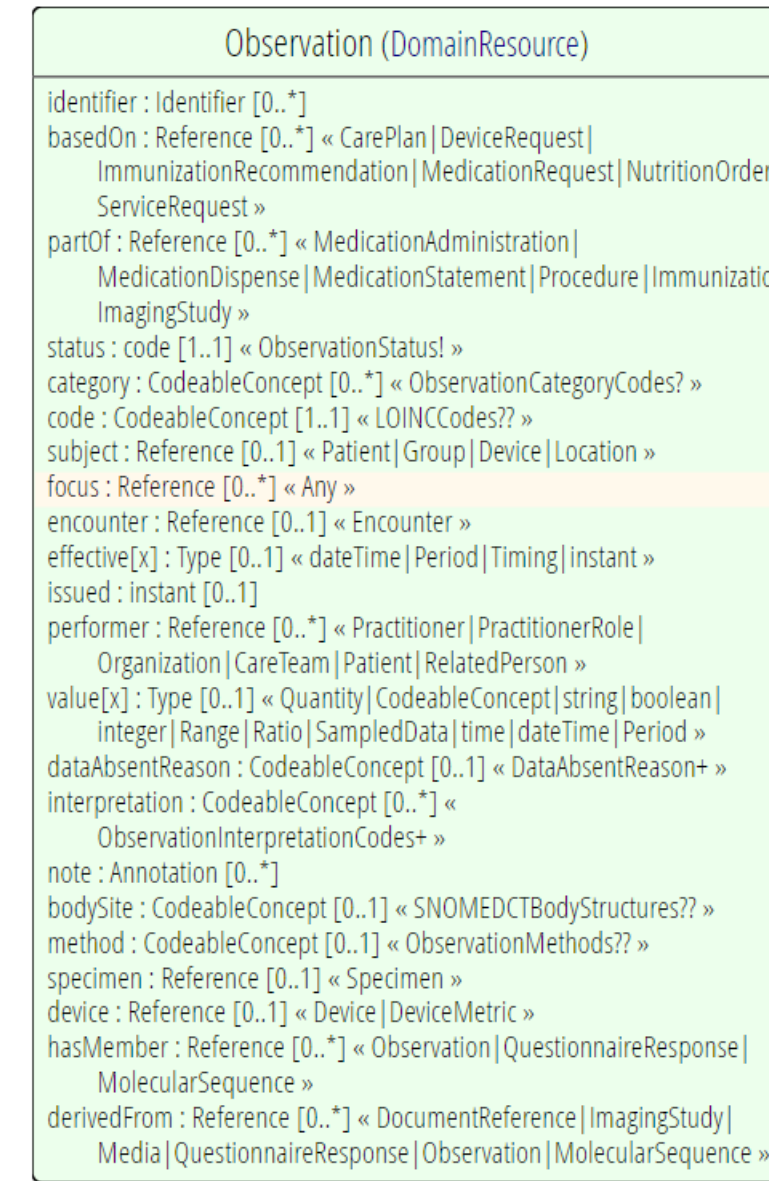 Observation (DomainResource)
identifier : Identifier [0..*]
basedOn : Reference [0..*] « CarePlan|DeviceRequest|
ImmunizationRecommendation|MedicationRequest|NutritionOrder
ServiceRequest »
partOf : Reference [0..*] « MedicationAdministration|
MedicationDispense|MedicationStatement|Procedure|Immunizatio
ImagingStudy »
status : code [1..1] « ObservationStatus! »
category : CodeableConcept [0..*] « ObservationCategoryCodes? »
code : CodeableConcept [1..1] « LOINCCodes?? »
subject : Reference [0..1] « Patient|Group|Device|Location »
focus : Reference [0..*] « Any »
encounter : Reference [0..1] « Encounter »
effective[x] : Type [0..1] « dateTime|Period|Timing|instant »
issued : instant [0..1]
performer : Reference [0..*] « Practitioner|PractitionerRole|
Organization|CareTeam|Patient|RelatedPerson »
value[x] : Type [0..1] « Quantity|CodeableConcept|string|boolean|
integer|Range|Ratio|SampledData|time|dateTime|Period »
dataAbsentReason : CodeableConcept [0..1] « DataAbsentReason+ »
interpretation : CodeableConcept [0..*] «
ObservationInterpretationCodes+ »
note : Annotation [0..*]
bodySite : CodeableConcept [0..1] « SNOMEDCTBodyStructures?? »
method : CodeableConcept [0..1] « ObservationMethods?? »
specimen : Reference [0..1] « Specimen »
device : Reference [0..1] « Device|DeviceMetric »
hasMember : Reference [0..*] « Observation|QuestionnaireResponse|
MolecularSequence »
derivedFrom : Reference [0..*] « DocumentReference|ImagingStudy|
Media|QuestionnaireResponse|Observation|MolecularSequence »